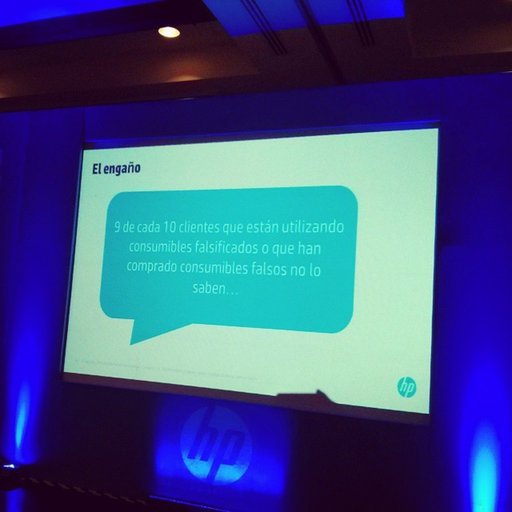 El engaño
9 de cada 10 clientes que están utilizando
consumibles falsificados o que han
comprado consumibles falsos no lo
saben...
hp
hp